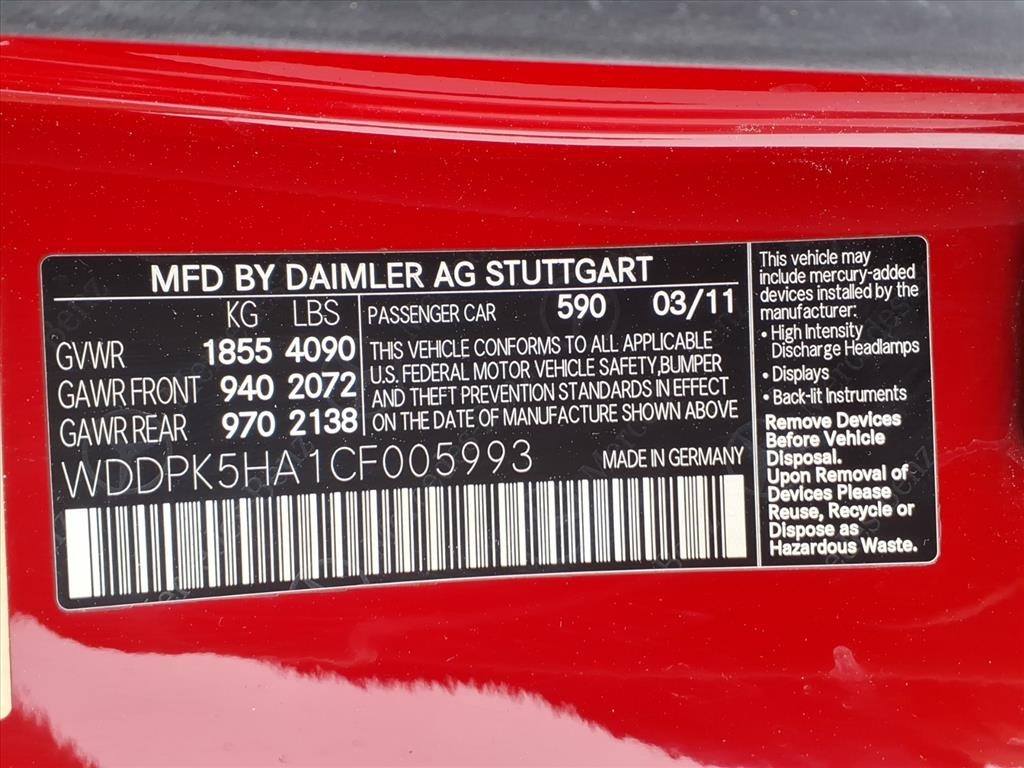 MFD BY DAIMLER AG STUTTGART
KG LBS
GVWR 1855 4090
GAWR FRONT 940 2072
GAWR REAR 970 2138
PASSENGER CAR 590 03/11
THIS VEHICLE CONFORMS TO ALL APPLICABLE
U.S. FEDERAL MOTOR VEHICLE SAFETY,BUMPER
AND THEFT PREVENTION STANDARDS IN EFFECT
ON THE DATE OF MANUFACTURE SHOWN ABOVE
WDDPK5HA1CF005993 MADE IN GERMANY
This vehicle may
include mercury-added
devices installed by the
manufacturer:
• High Intensity
Discharge Headlamps
• Displays
• Back-lit Instruments
Remove Devices
Before Vehicle
Disposal.
Upon Removal of
Devices Please
Reuse, Recycle or
Dispose as
Hazardous Waste.